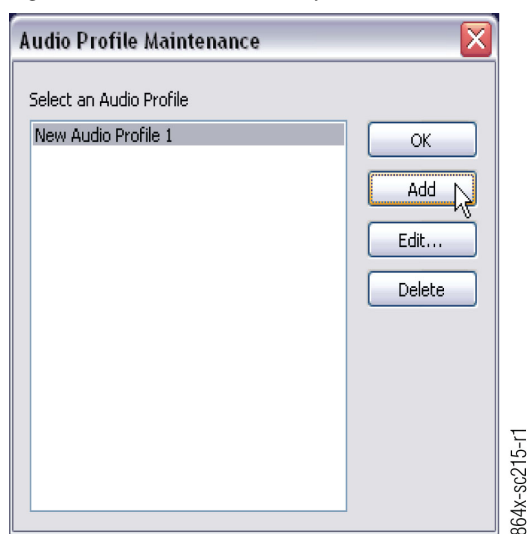 Audio Profile Maintenance
Select an Audio Profile
New Audio Profile 1
OK
Add
Edit...
Delete
864x-sc215-r1